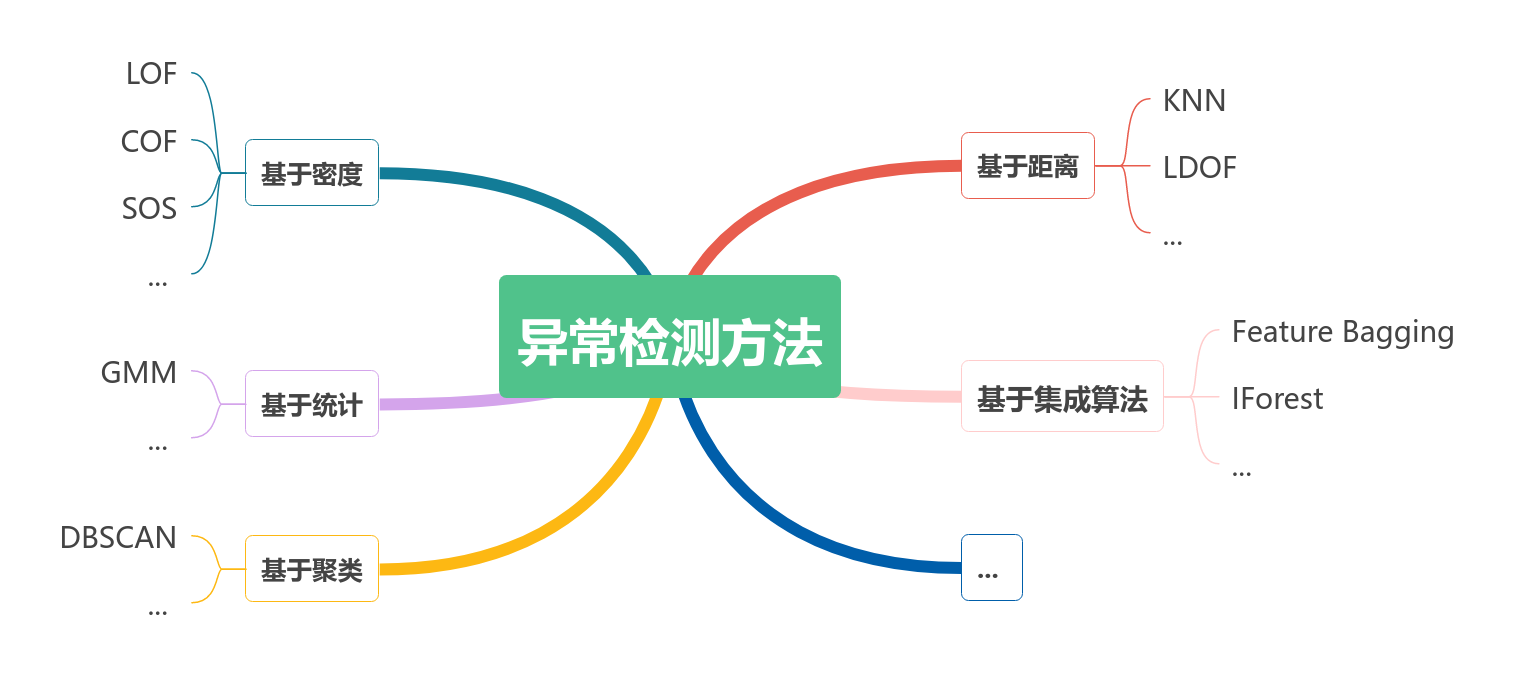 异常检测方法
基于密度
LOF
COF
SOS
...
基于统计
GMM
...
基于聚类
DBSCAN
...
基于距离
KNN
LDOF
...
基于集成算法
Feature Bagging
IForest
...
...